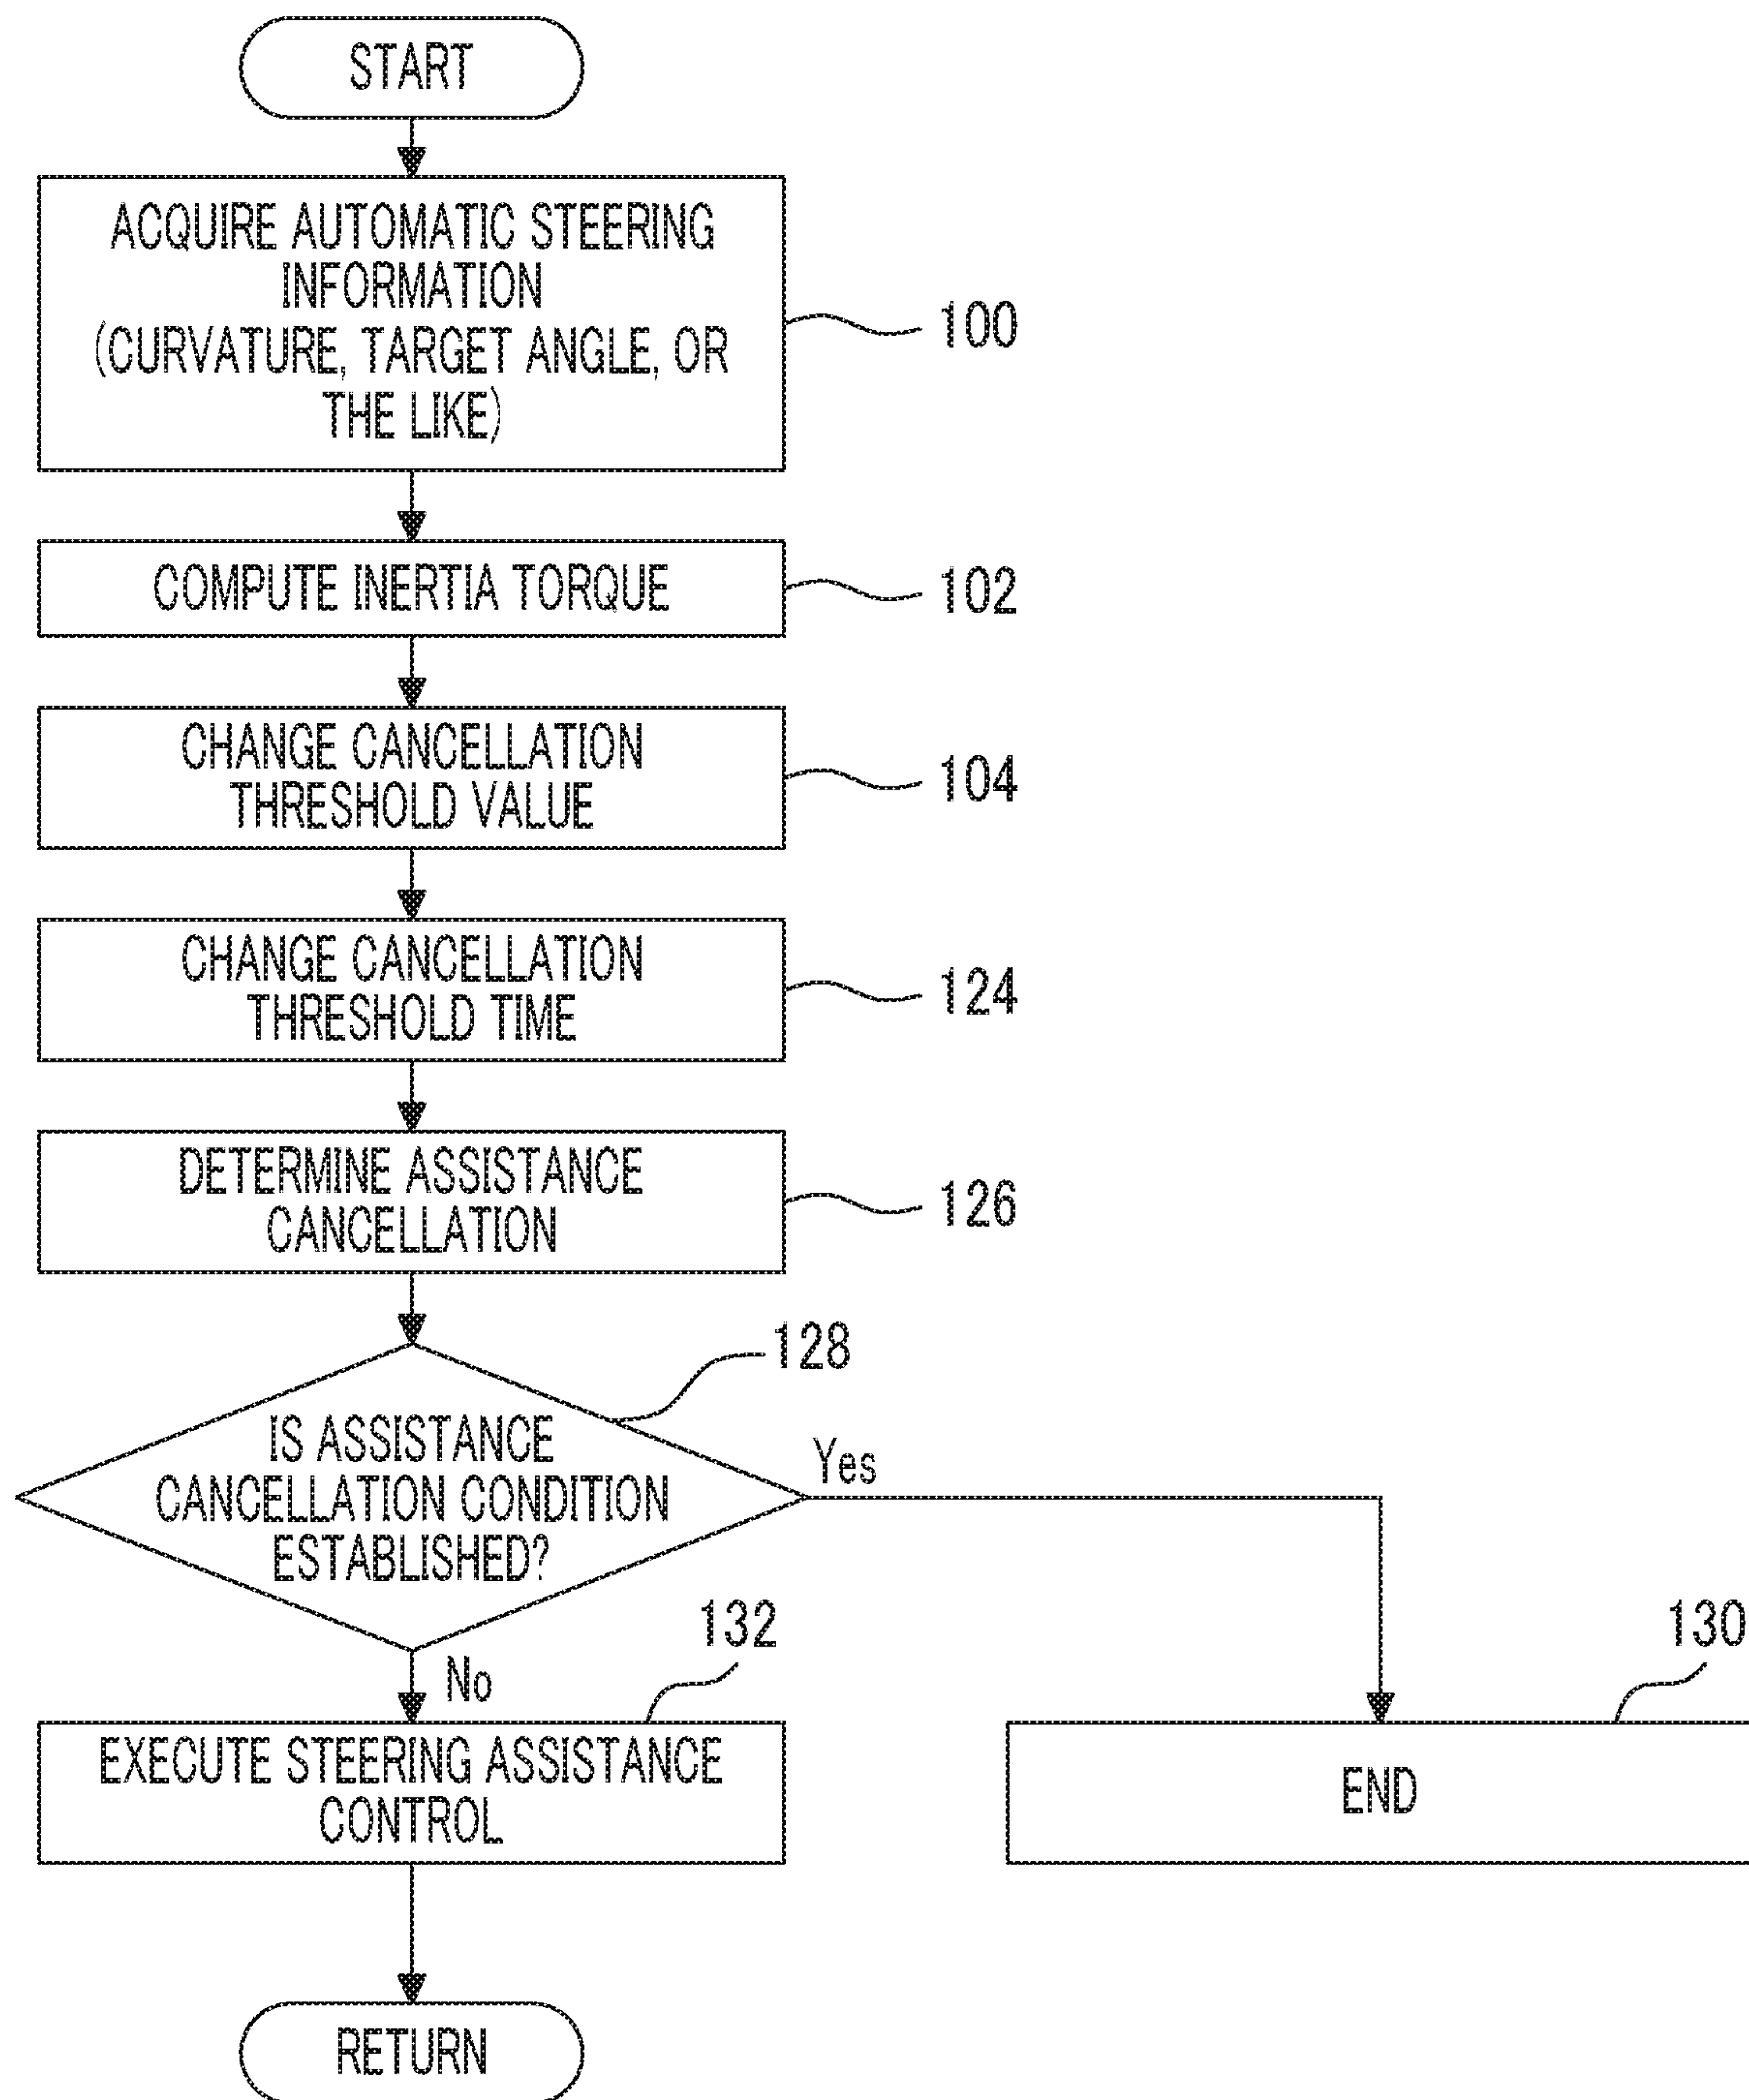 START
ACQUIRE AUTOMATIC STEERING
INFORMATION
(CURVATURE, TARGET ANGLE, OR
THE LIKE)
100
COMPUTE INERTIA TORQUE
102
CHANGE CANCELLATION
THRESHOLD VALUE
104
CHANGE CANCELLATION
THRESHOLD TIME
124
DETERMINE ASSISTANCE
CANCELLATION
126
128
IS ASSISTANCE
CANCELLATION CONDITION
ESTABLISHED?
Yes
No
132
EXECUTE STEERING ASSISTANCE
CONTROL
130
END
RETURN